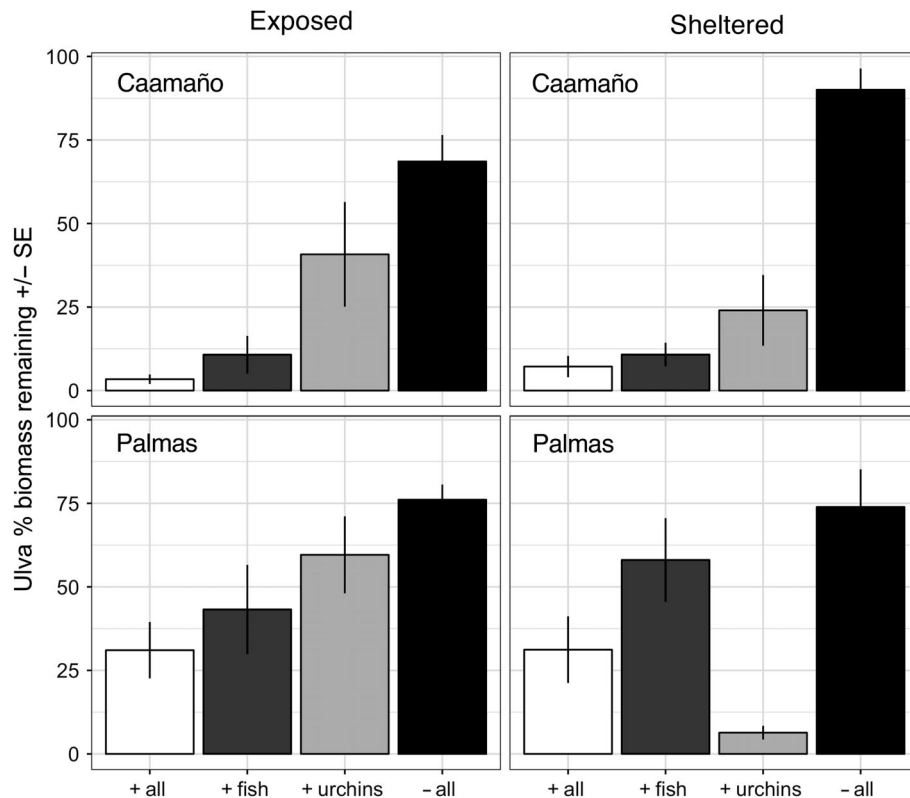 Exposed
Sheltered
Ulva % biomass remaining +/− SE
100
75
50
25
0
Caamaño
Caamaño
100
75
50
25
0
Palmas
Palmas
+ all
+ fish
+ urchins
− all
+ all
+ fish
+ urchins
− all